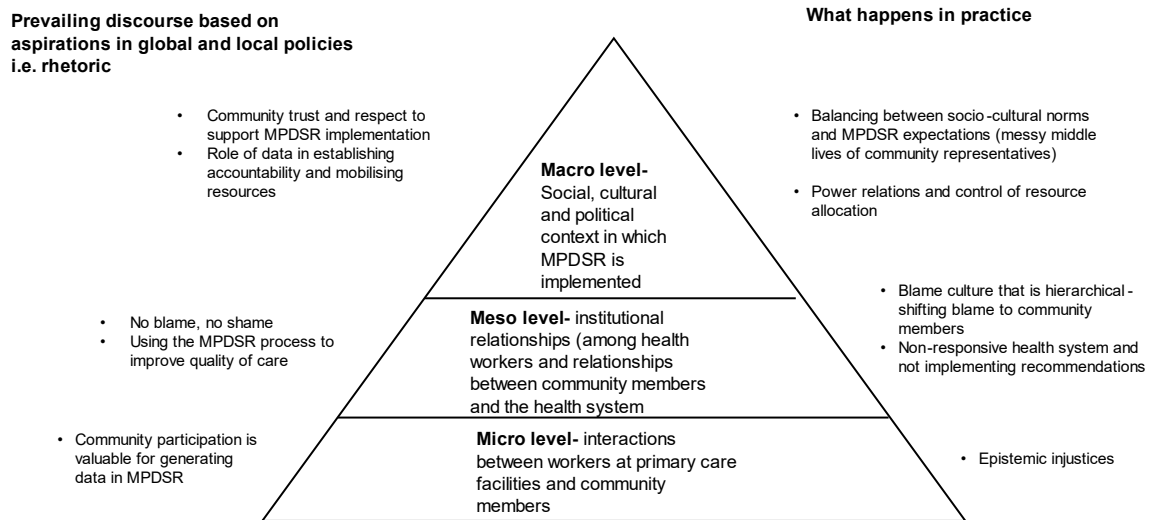 Prevailing discourse based on
aspirations in global and local policies
i.e. rhetoric
What happens in practice
• Community trust and respect to
support MPDSR implementation
• Role of data in establishing
accountability and mobilising
resources
Macro level-
Social, cultural
and political
context in which
MPDSR is
implemented
• Balancing between socio-cultural norms
and MPDSR expectations (messy middle
lives of community representatives)
• Power relations and control of resource
allocation
• No blame, no shame
• Using the MPDSR process to
improve quality of care
Meso level- institutional
relationships (among health
workers and relationships
between community members
and the health system
• Blame culture that is hierarchical-
shifting blame to community
members
• Non-responsive health system and
not implementing recommendations
• Community participation is
valuable for generating
data in MPDSR
Micro level- interactions
between workers at primary care
facilities and community
members
• Epistemic injustices